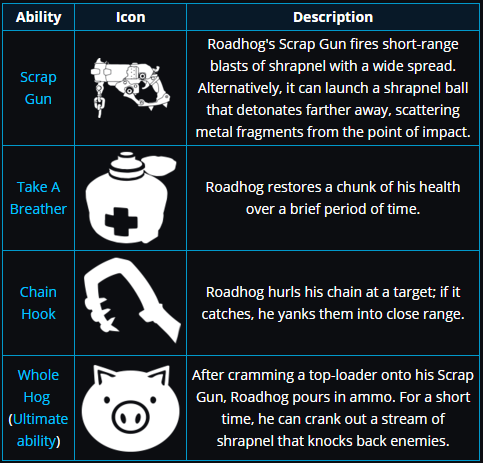 Ability Icon Description
Scrap
Gun
Roadhog's Scrap Gun fires short-range
blasts of shrapnel with a wide spread.
Alternatively, it can launch a shrapnel ball
that detonates farther away, scattering
metal fragments from the point of impact.
Take A
Breather
Roadhog restores a chunk of his health
over a brief period of time.
Chain
Hook
Roadhog hurls his chain at a target; if it
catches, he yanks them into close range.
Whole
Hog
(Ultimate
ability)
After cramming a top-loader onto his Scrap
Gun, Roadhog pours in ammo. For a short
time, he can crank out a stream of
shrapnel that knocks back enemies.